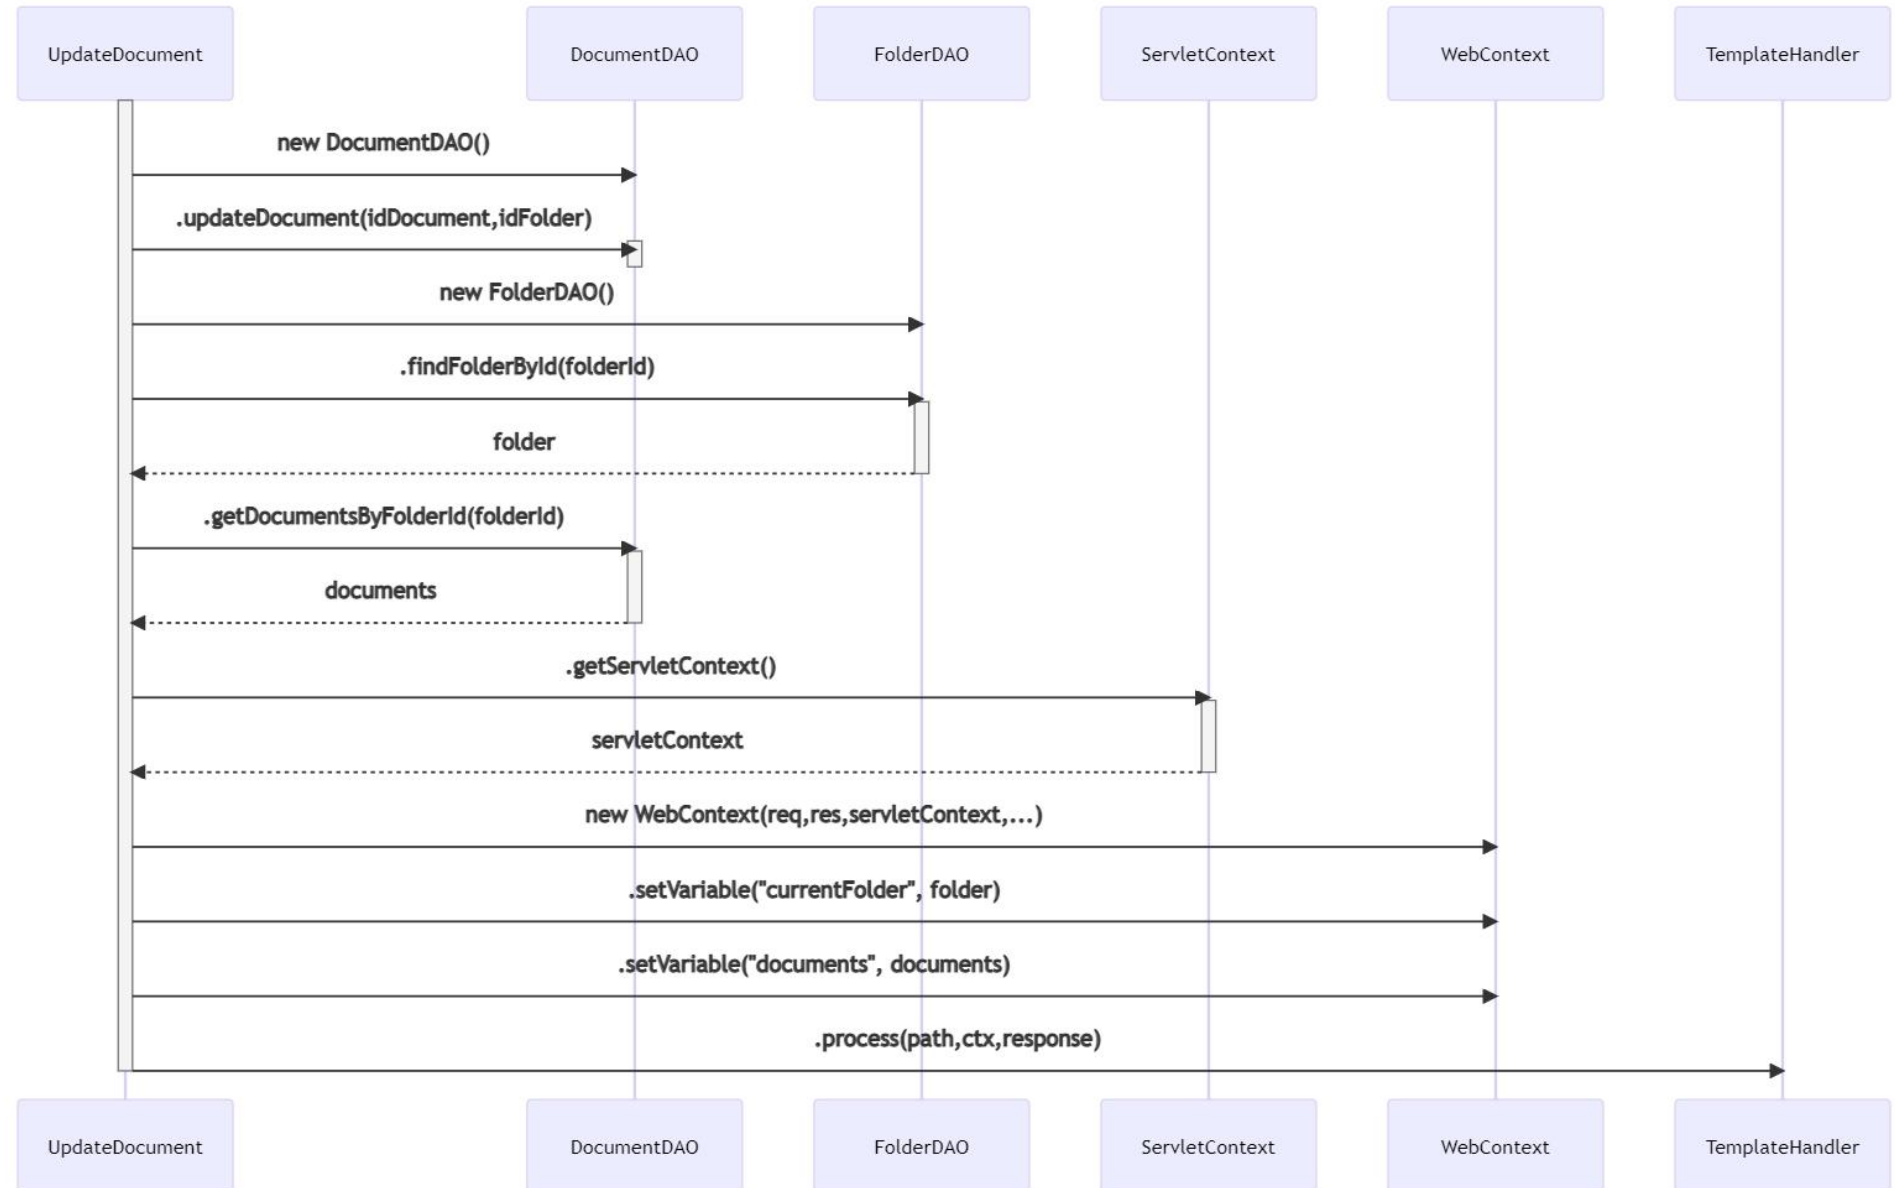 UpdateDocument
DocumentDAO
FolderDAO
ServletContext
WebContext
TemplateHandler
new DocumentDAO()
.updateDocument(idDocument,idFolder)
new FolderDAO()
.findFolderById(folderId)
folder
.getDocumentsByFolderId(folderId)
documents
.getServletContext()
servletContext
new WebContext(req,res,servletContext,...)
.setVariable("currentFolder", folder)
.setVariable("documents", documents)
.process(path,ctx,response)
UpdateDocument
DocumentDAO
FolderDAO
ServletContext
WebContext
TemplateHandler